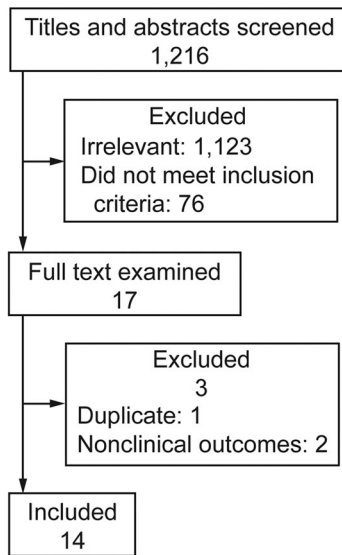 Titles and abstracts screened
1,216
Excluded
Irrelevant: 1,123
Did not meet inclusion
criteria: 76
Full text examined
17
Excluded
3
Duplicate: 1
Nonclinical outcomes: 2
Included
14